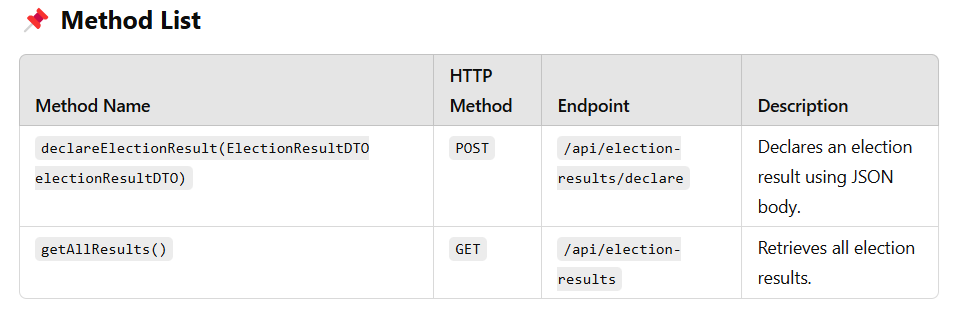 📌 Method List
Method Name
HTTP
Method
Endpoint
Description
declareElectionResult(ElectionResultDTO
electionResultDTO)
POST
/api/election-
results/declare
Declares an election
result using JSON
body.
getAllResults()
GET
/api/election-
results
Retrieves all election
results.